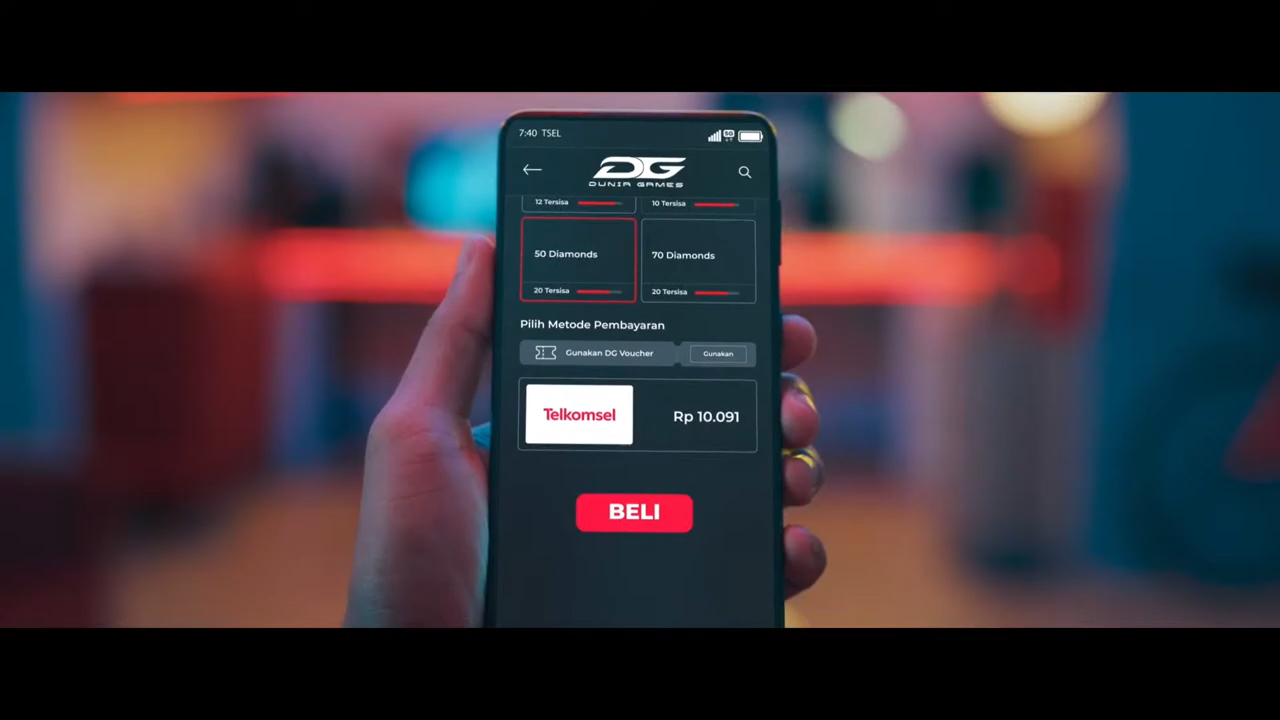 7:40 TSEL 5G
DG
DUNIA GAMES
12 Tersisa 10 Tersisa
50 Diamonds 70 Diamonds
20 Tersisa 20 Tersisa
Pilih Metode Pembayaran
Gunakan DG Voucher Gunakan
Telkomsel Rp 10.091
BELI